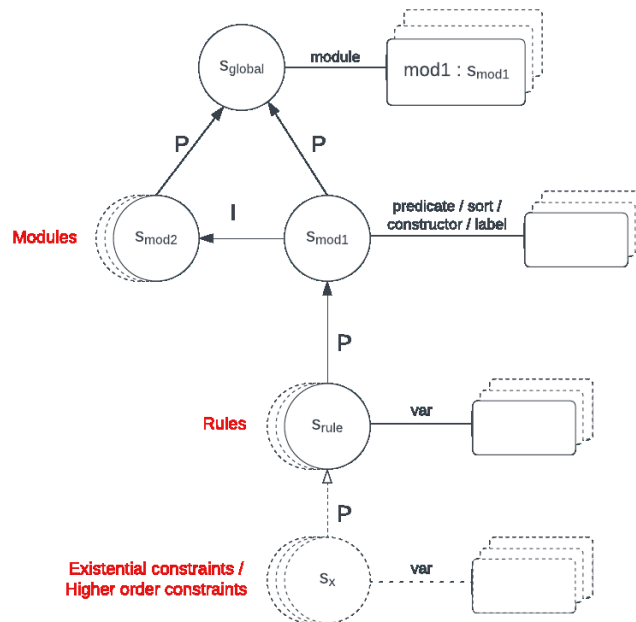 module
s_global
mod1 : s_mod1
P
P
predicate / sort /
constructor / label
I
Modules
s_mod2
s_mod1
P
Rules
s_rule
var
P
Existential constraints /
Higher order constraints
s_x
var